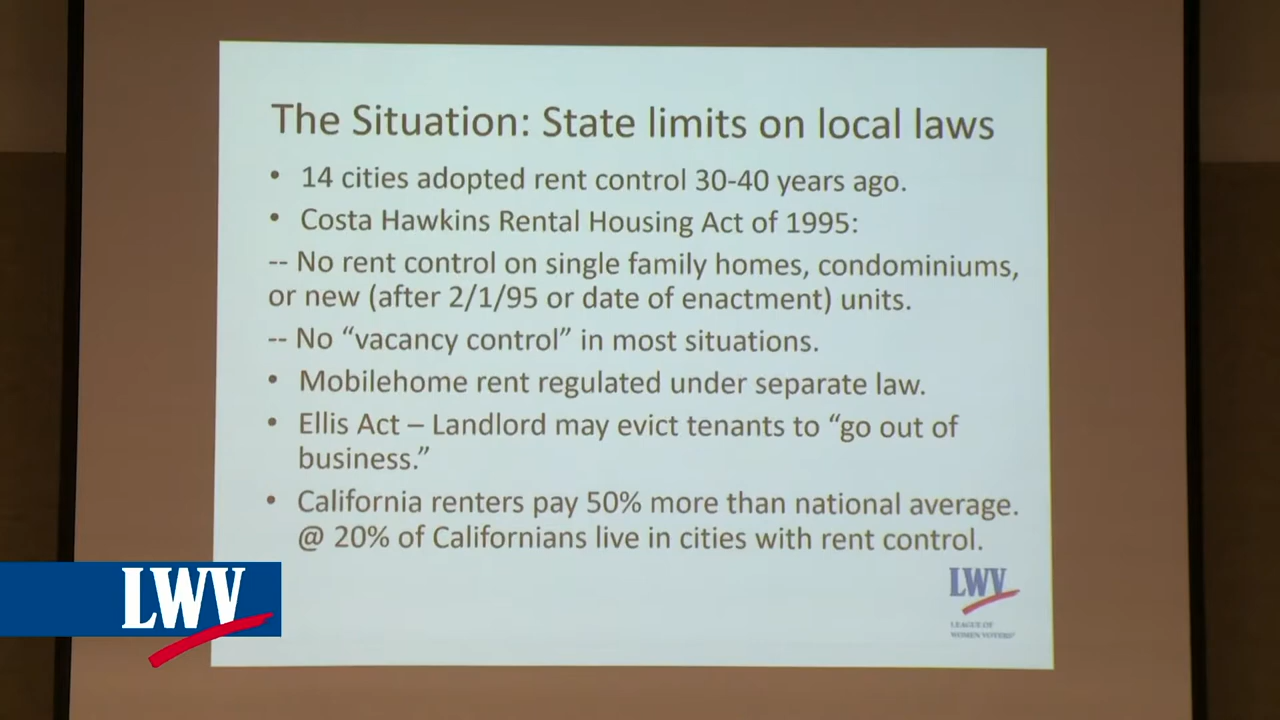 The Situation: State limits on local laws
• 14 cities adopted rent control 30-40 years ago.
• Costa Hawkins Rental Housing Act of 1995:
-- No rent control on single family homes, condominiums,
or new (after 2/1/95 or date of enactment) units.
-- No “vacancy control” in most situations.
• Mobilehome rent regulated under separate law.
• Ellis Act – Landlord may evict tenants to “go out of
business.”
• California renters pay 50% more than national average.
@ 20% of Californians live in cities with rent control.
LWV
LEAGUE OF
WOMEN VOTERS®
LWV